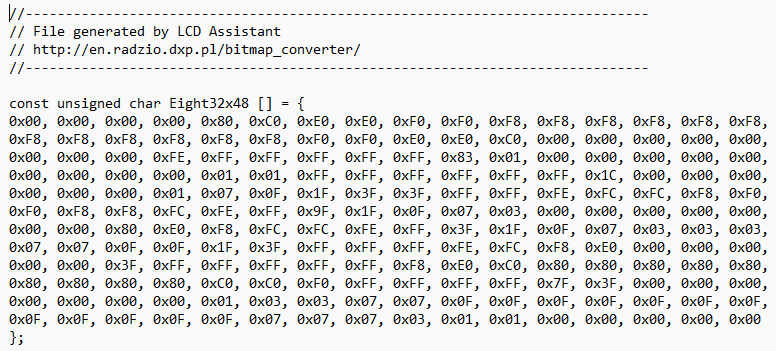 //------------------------------------------------------------------------------
// File generated by LCD Assistant
// http://en.radzio.dxp.pl/bitmap_converter/
//------------------------------------------------------------------------------
const unsigned char Eight32x48 [] = {
0x00, 0x00, 0x00, 0x00, 0x80, 0xC0, 0xE0, 0xE0, 0xF0, 0xF0, 0xF8, 0xF8, 0xF8, 0xF8, 0xF8, 0xF8,
0xF8, 0xF8, 0xF8, 0xF8, 0xF8, 0xF8, 0xF0, 0xF0, 0xE0, 0xE0, 0xC0, 0x00, 0x00, 0x00, 0x00, 0x00,
0x00, 0x00, 0x00, 0xFE, 0xFF, 0xFF, 0xFF, 0xFF, 0xFF, 0x83, 0x01, 0x00, 0x00, 0x00, 0x00, 0x00,
0x00, 0x00, 0x00, 0x00, 0x01, 0x01, 0xFF, 0xFF, 0xFF, 0xFF, 0xFF, 0xFF, 0x1C, 0x00, 0x00, 0x00,
0x00, 0x00, 0x00, 0x01, 0x07, 0x0F, 0x1F, 0x3F, 0x3F, 0xFF, 0xFF, 0xFE, 0xFC, 0xFC, 0xF8, 0xF0,
0xF0, 0xF8, 0xF8, 0xFC, 0xFE, 0xFF, 0x9F, 0x1F, 0x0F, 0x07, 0x03, 0x00, 0x00, 0x00, 0x00, 0x00,
0x00, 0x00, 0x80, 0xE0, 0xF8, 0xFC, 0xFC, 0xFE, 0xFF, 0x3F, 0x1F, 0x0F, 0x07, 0x03, 0x03, 0x03,
0x07, 0x07, 0x0F, 0x0F, 0x1F, 0x3F, 0xFF, 0xFF, 0xFF, 0xFE, 0xFC, 0xF8, 0xE0, 0x00, 0x00, 0x00,
0x00, 0x00, 0x3F, 0xFF, 0xFF, 0xFF, 0xFF, 0xFF, 0xF8, 0xE0, 0xC0, 0x80, 0x80, 0x80, 0x80, 0x80,
0x80, 0x80, 0x80, 0x80, 0xC0, 0xC0, 0xF0, 0xFF, 0xFF, 0xFF, 0xFF, 0x7F, 0x3F, 0x00, 0x00, 0x00,
0x00, 0x00, 0x00, 0x00, 0x01, 0x03, 0x03, 0x07, 0x07, 0x0F, 0x0F, 0x0F, 0x0F, 0x0F, 0x0F, 0x0F,
0x0F, 0x0F, 0x0F, 0x0F, 0x0F, 0x07, 0x07, 0x07, 0x03, 0x01, 0x01, 0x00, 0x00, 0x00, 0x00, 0x00
};